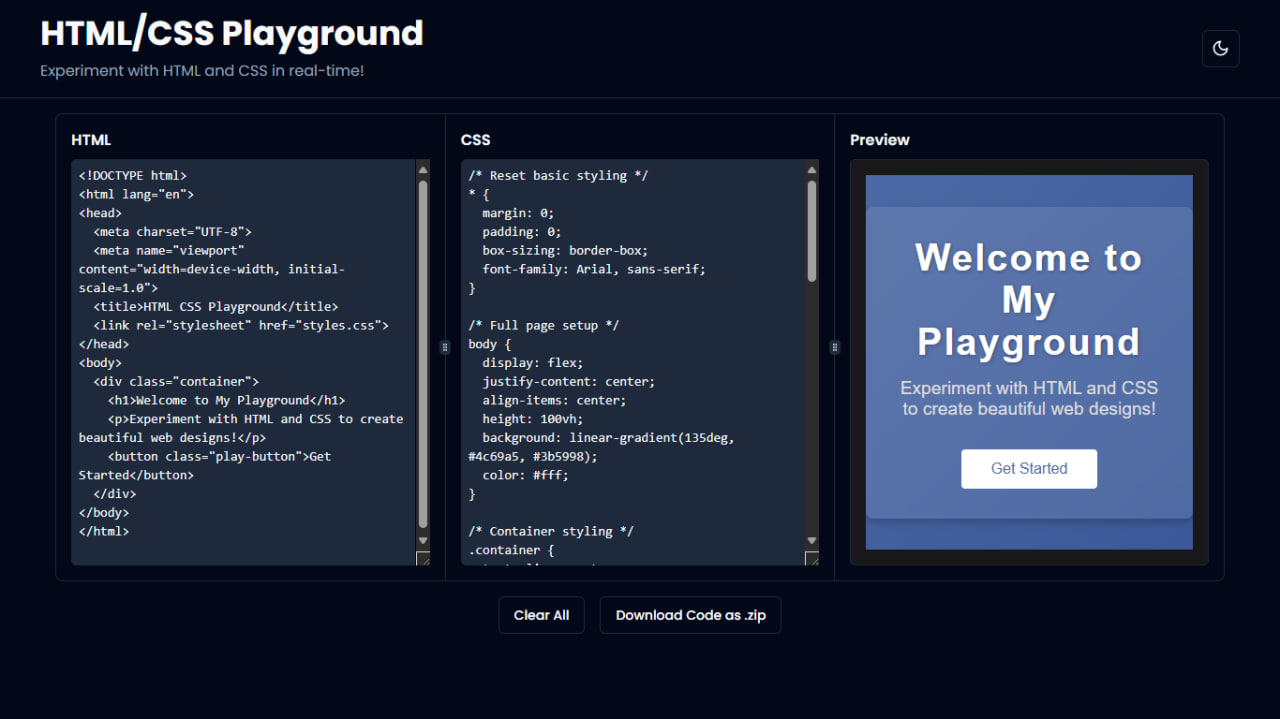 HTML/CSS Playground
Experiment with HTML and CSS in real-time!
HTML
<!DOCTYPE html>
<html lang="en">
<head>
  <meta charset="UTF-8">
  <meta name="viewport"
content="width=device-width, initial-
scale=1.0">
  <title>HTML CSS Playground</title>
  <link rel="stylesheet" href="styles.css">
</head>
<body>
  <div class="container">
    <h1>Welcome to My Playground</h1>
    <p>Experiment with HTML and CSS to create
beautiful web designs!</p>
    <button class="play-button">Get
Started</button>
  </div>
</body>
</html>
CSS
/* Reset basic styling */
* {
  margin: 0;
  padding: 0;
  box-sizing: border-box;
  font-family: Arial, sans-serif;
}

/* Full page setup */
body {
  display: flex;
  justify-content: center;
  align-items: center;
  height: 100vh;
  background: linear-gradient(135deg,
#4c69a5, #3b5998);
  color: #fff;
}

/* Container styling */
.container {
Preview
Welcome to
My
Playground
Experiment with HTML and CSS
to create beautiful web designs!
Get Started
Clear All
Download Code as .zip